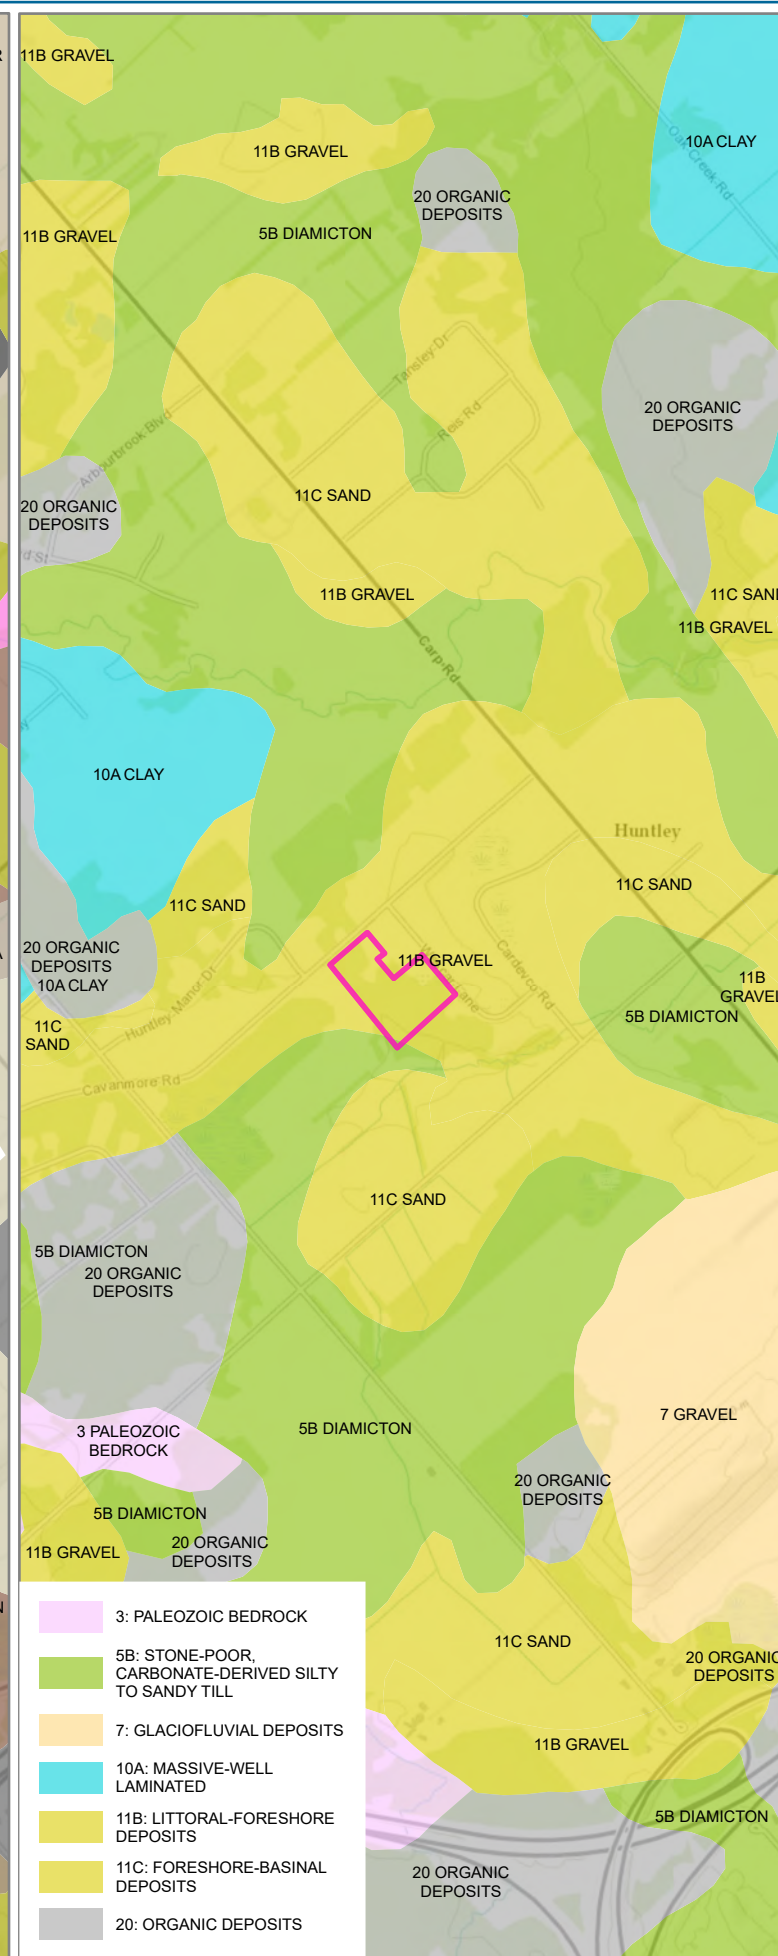 11B GRAVEL
10A CLAY
Oak Creek Rd
11B GRAVEL
20 ORGANIC
DEPOSITS
5B DIAMICTON
11B GRAVEL
Tansley Dr
20 ORGANIC
DEPOSITS
Arbourbrook Blvd
Reis Rd
11C SAND
20 ORGANIC
DEPOSITS
11B GRAVEL
11C SAN
11B GRAVEL
Carp Rd
10A CLAY
Huntley
11C SAND
11C SAND
20 ORGANIC
DEPOSITS
10A CLAY
11B GRAVEL
Cardevco Rd
Huntley Manor Dr
11B
GRAVEL
5B DIAMICTON
11C
SAND
Cavanmore Rd
11C SAND
5B DIAMICTON
20 ORGANIC
DEPOSITS
7 GRAVEL
3 PALEOZOIC
BEDROCK
5B DIAMICTON
20 ORGANIC
DEPOSITS
5B DIAMICTON
11B GRAVEL
20 ORGANIC
DEPOSITS
11C SAND
20 ORGANIC
DEPOSITS
11B GRAVEL
5B DIAMICTON
20 ORGANIC
DEPOSITS
3: PALEOZOIC BEDROCK
5B: STONE-POOR,
CARBONATE-DERIVED SILTY
TO SANDY TILL
7: GLACIOFLUVIAL DEPOSITS
10A: MASSIVE-WELL
LAMINATED
11B: LITTORAL-FORESHORE
DEPOSITS
11C: FORESHORE-BASINAL
DEPOSITS
20: ORGANIC DEPOSITS